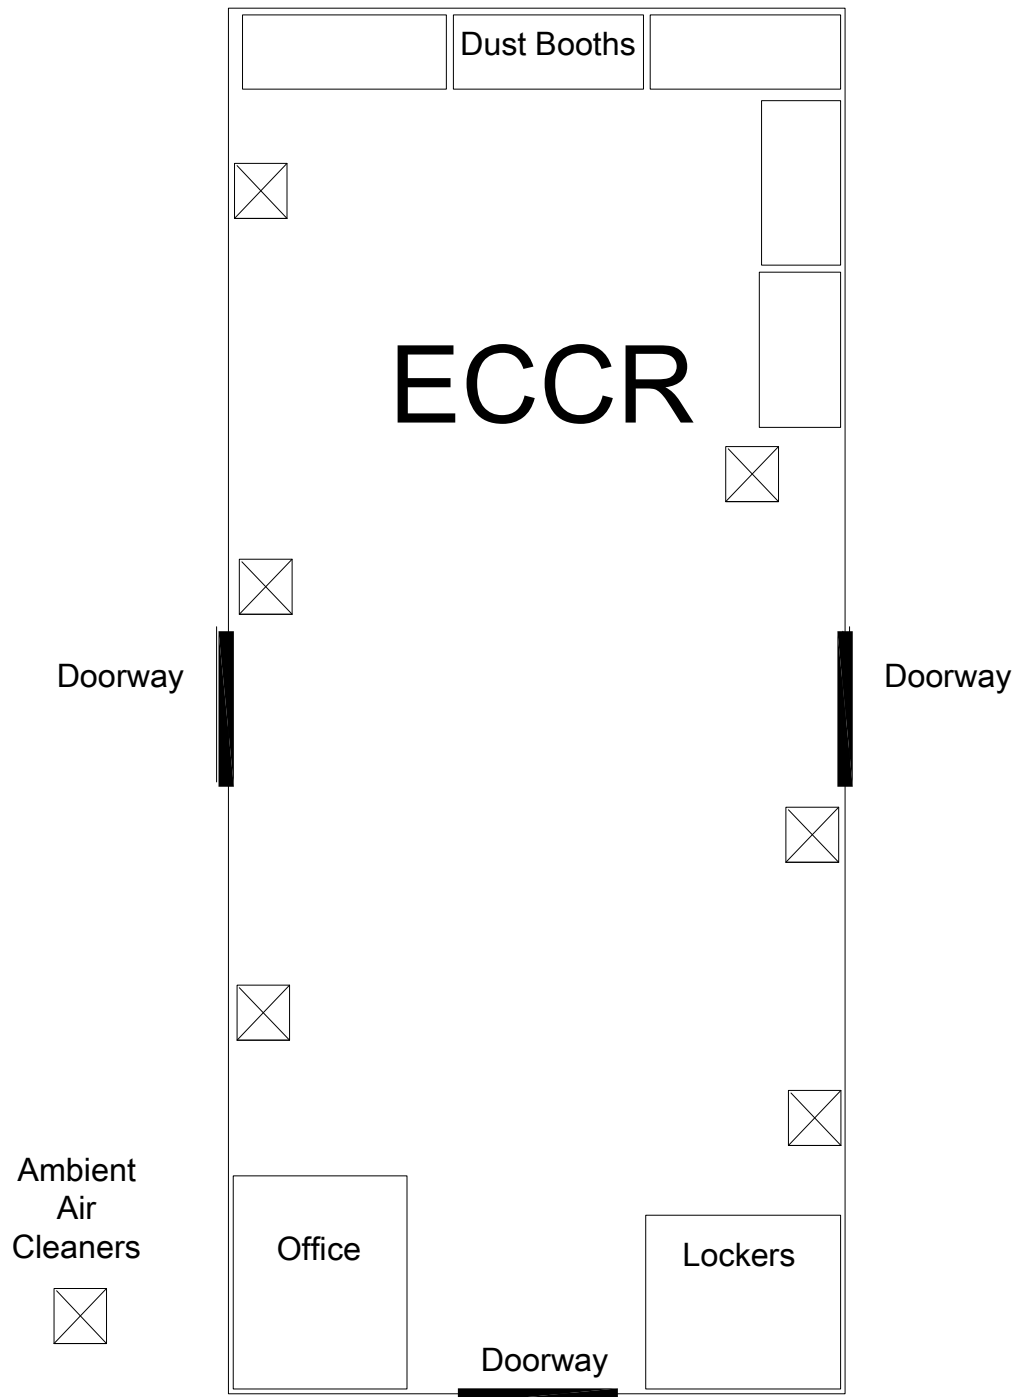 Dust Booths
ECCR
Doorway
Doorway
Ambient
Air
Cleaners
Office
Lockers
Doorway